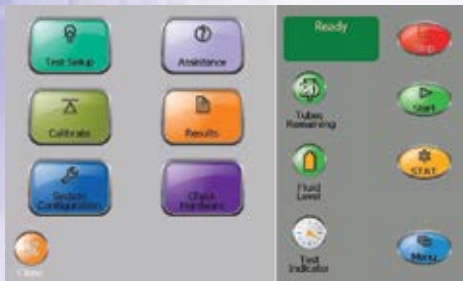 Test Setup
Assistance
Calibrate
Results
System
Configuration
Check
Hardware
Close
Ready
Stop
Tubes
Remaining
Start
Fluid
Level
STAT
Test
Indicator
Menu